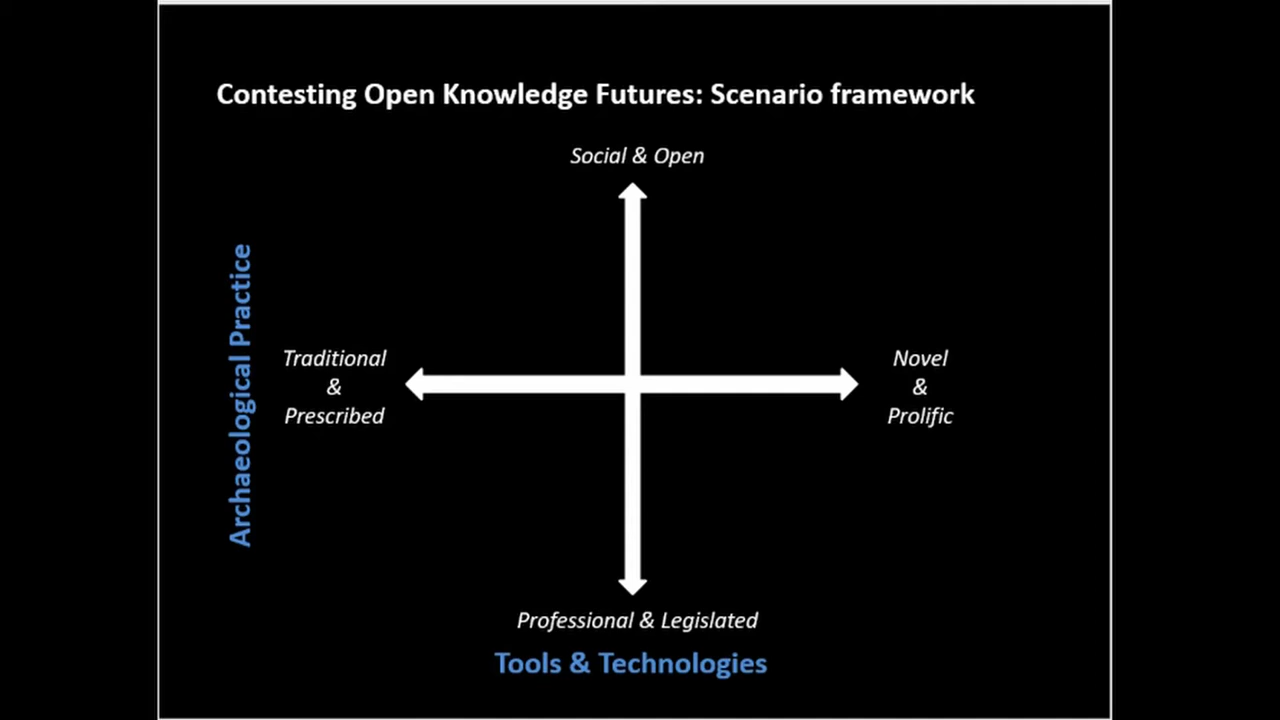 Contesting Open Knowledge Futures: Scenario framework
Social & Open
Archaeological Practice
Traditional
&
Prescribed
Novel
&
Prolific
Professional & Legislated
Tools & Technologies